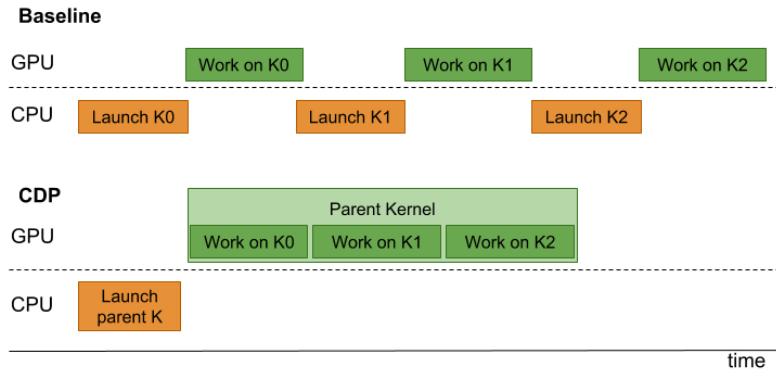 Baseline
GPU
Work on K0
Work on K1
Work on K2
CPU
Launch K0
Launch K1
Launch K2
CDP
Parent Kernel
GPU
Work on K0
Work on K1
Work on K2
CPU
Launch
parent K
time